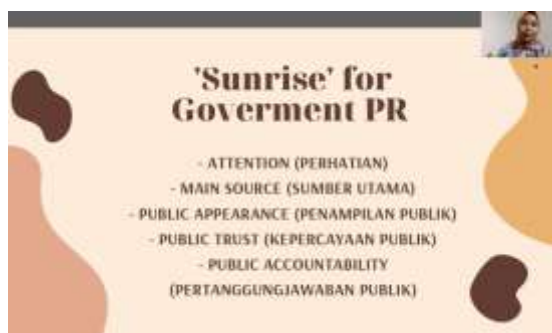 'Sunrise' for
Goverment PR
- ATTENTION (PERHATIAN)
- MAIN SOURCE (SUMBER UTAMA)
- PUBLIC APPEARANCE (PENAMPILAN PUBLIK)
- PUBLIC TRUST (KEPERCAYAAN PUBLIK)
- PUBLIC ACCOUNTABILITY
(PERTANGGUNGJAWABAN PUBLIK)